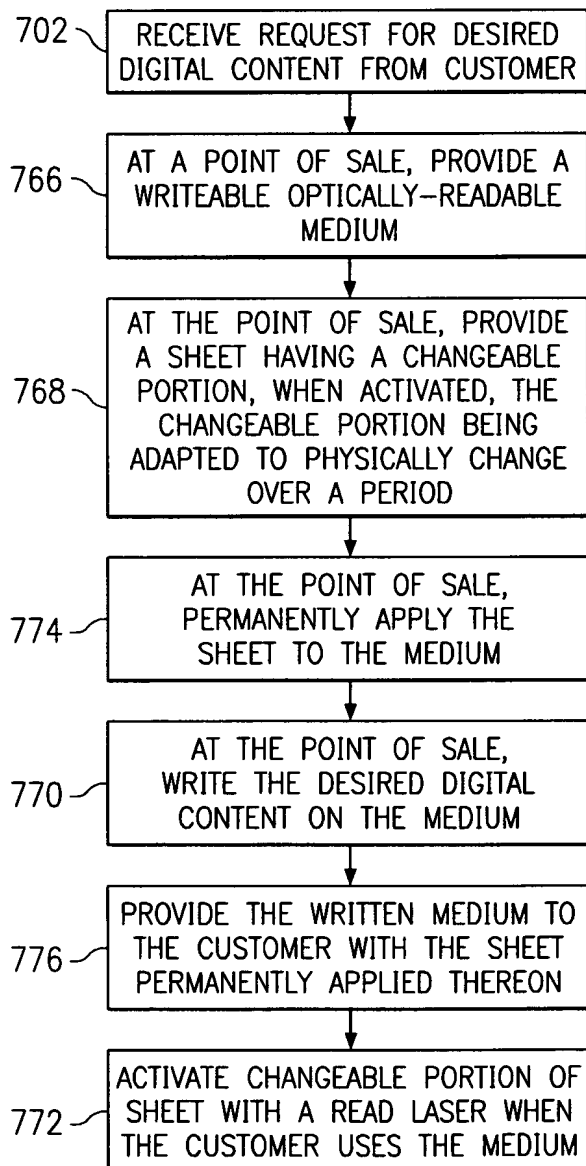 702
RECEIVE REQUEST FOR DESIRED
DIGITAL CONTENT FROM CUSTOMER
766
AT A POINT OF SALE, PROVIDE A
WRITEABLE OPTICALLY-READABLE
MEDIUM
768
AT THE POINT OF SALE, PROVIDE
A SHEET HAVING A CHANGEABLE
PORTION, WHEN ACTIVATED, THE
CHANGEABLE PORTION BEING
ADAPTED TO PHYSICALLY CHANGE
OVER A PERIOD
774
AT THE POINT OF SALE,
PERMANENTLY APPLY THE
SHEET TO THE MEDIUM
770
AT THE POINT OF SALE,
WRITE THE DESIRED DIGITAL
CONTENT ON THE MEDIUM
776
PROVIDE THE WRITTEN MEDIUM TO
THE CUSTOMER WITH THE SHEET
PERMANENTLY APPLIED THEREON
772
ACTIVATE CHANGEABLE PORTION OF
SHEET WITH A READ LASER WHEN
THE CUSTOMER USES THE MEDIUM